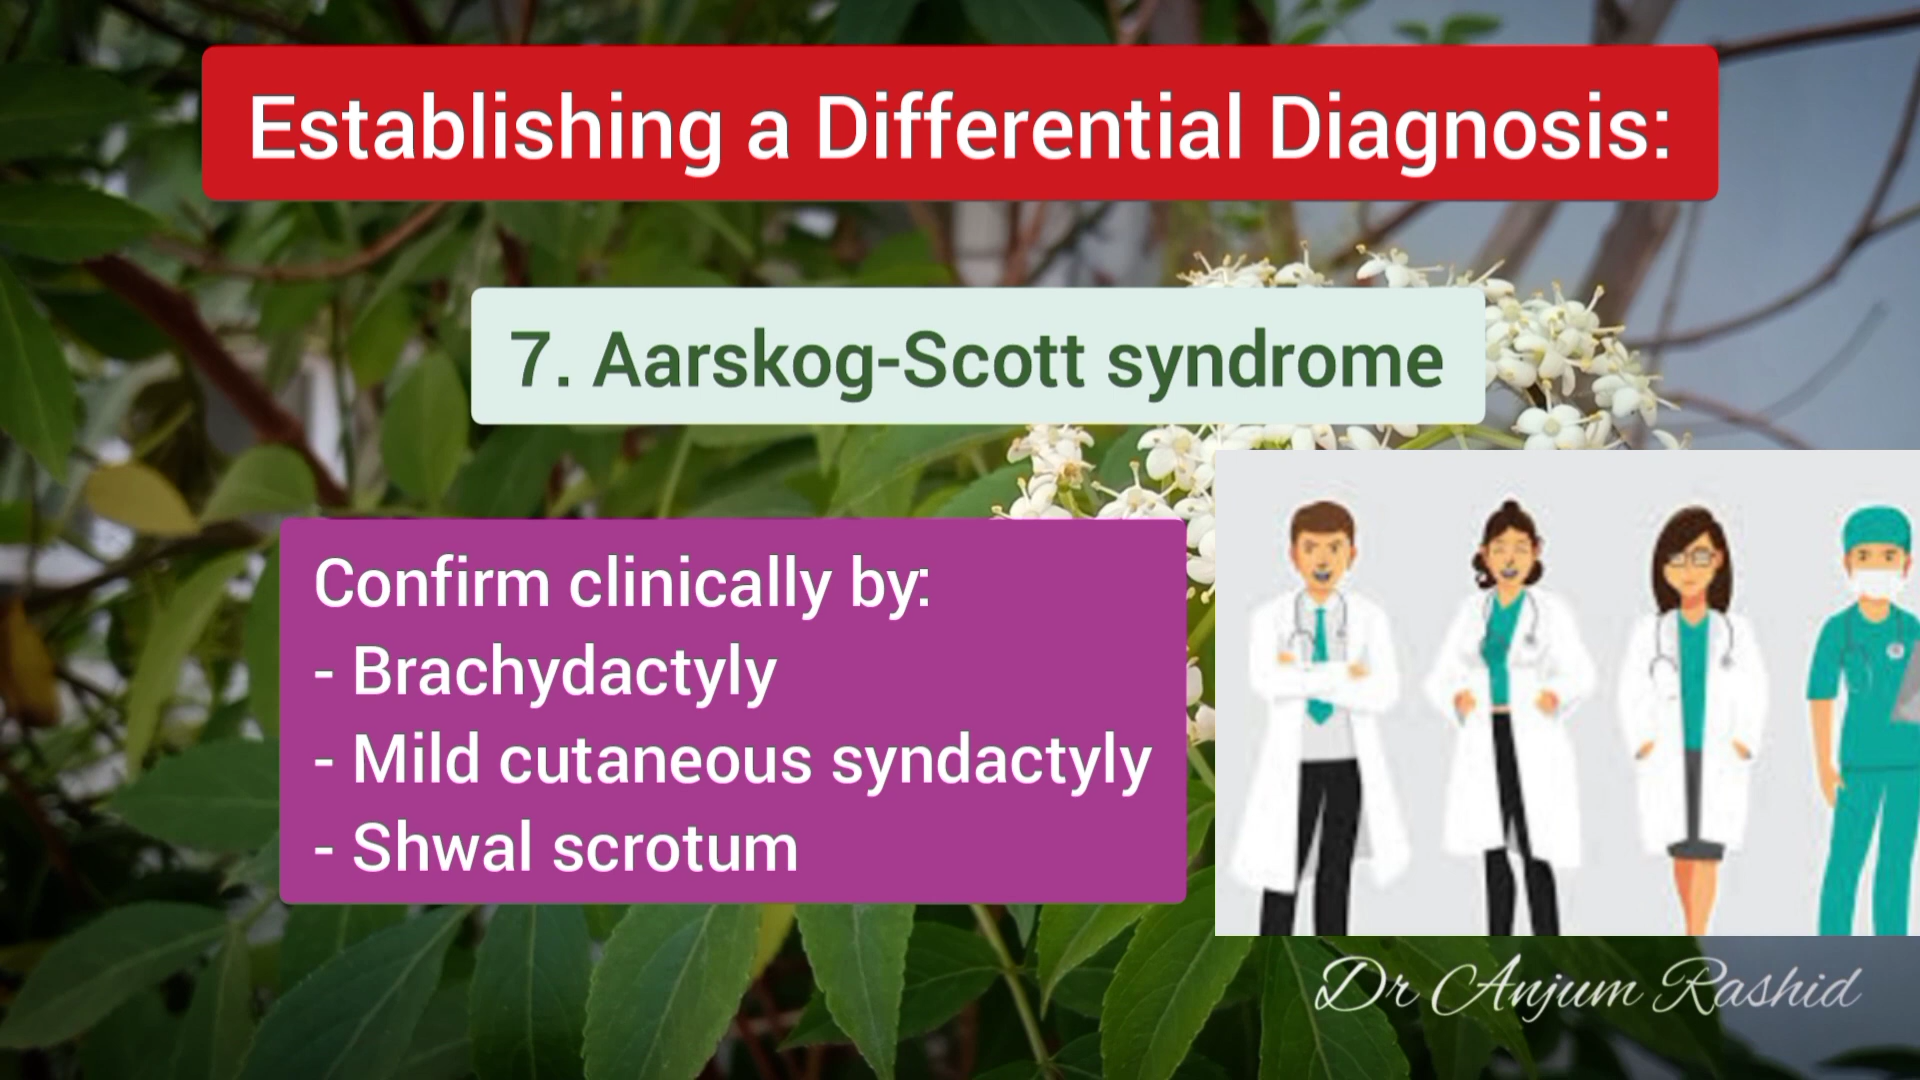 Establishing a Differential Diagnosis:
7. Aarskog-Scott syndrome
Confirm clinically by:
- Brachydactyly
- Mild cutaneous syndactyly
- Shwal scrotum
Dr Anjum Rashid